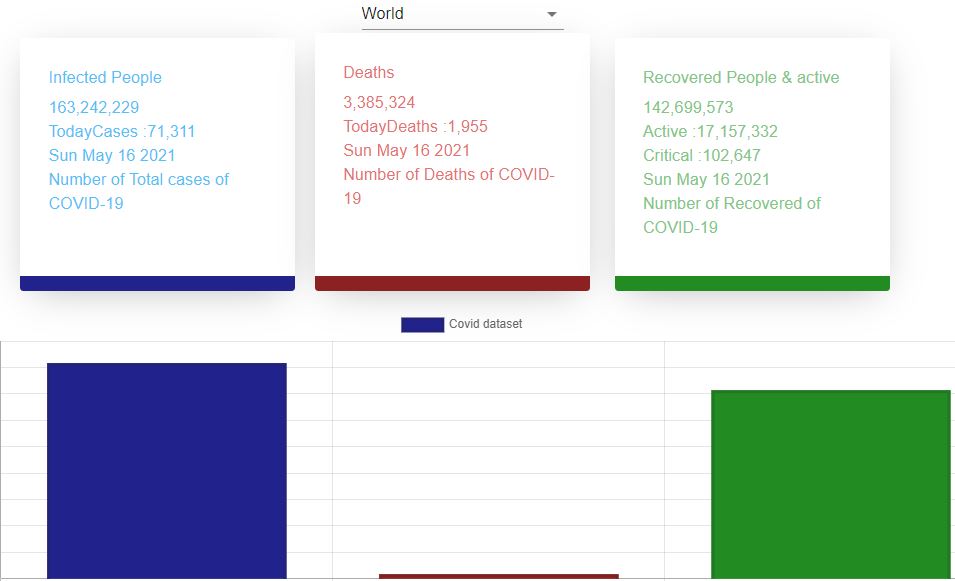 World
Infected People
163,242,229
TodayCases :71,311
Sun May 16 2021
Number of Total cases of
COVID-19
Deaths
3,385,324
TodayDeaths :1,955
Sun May 16 2021
Number of Deaths of COVID-
19
Recovered People & active
142,699,573
Active :17,157,332
Critical :102,647
Sun May 16 2021
Number of Recovered of
COVID-19
Covid dataset